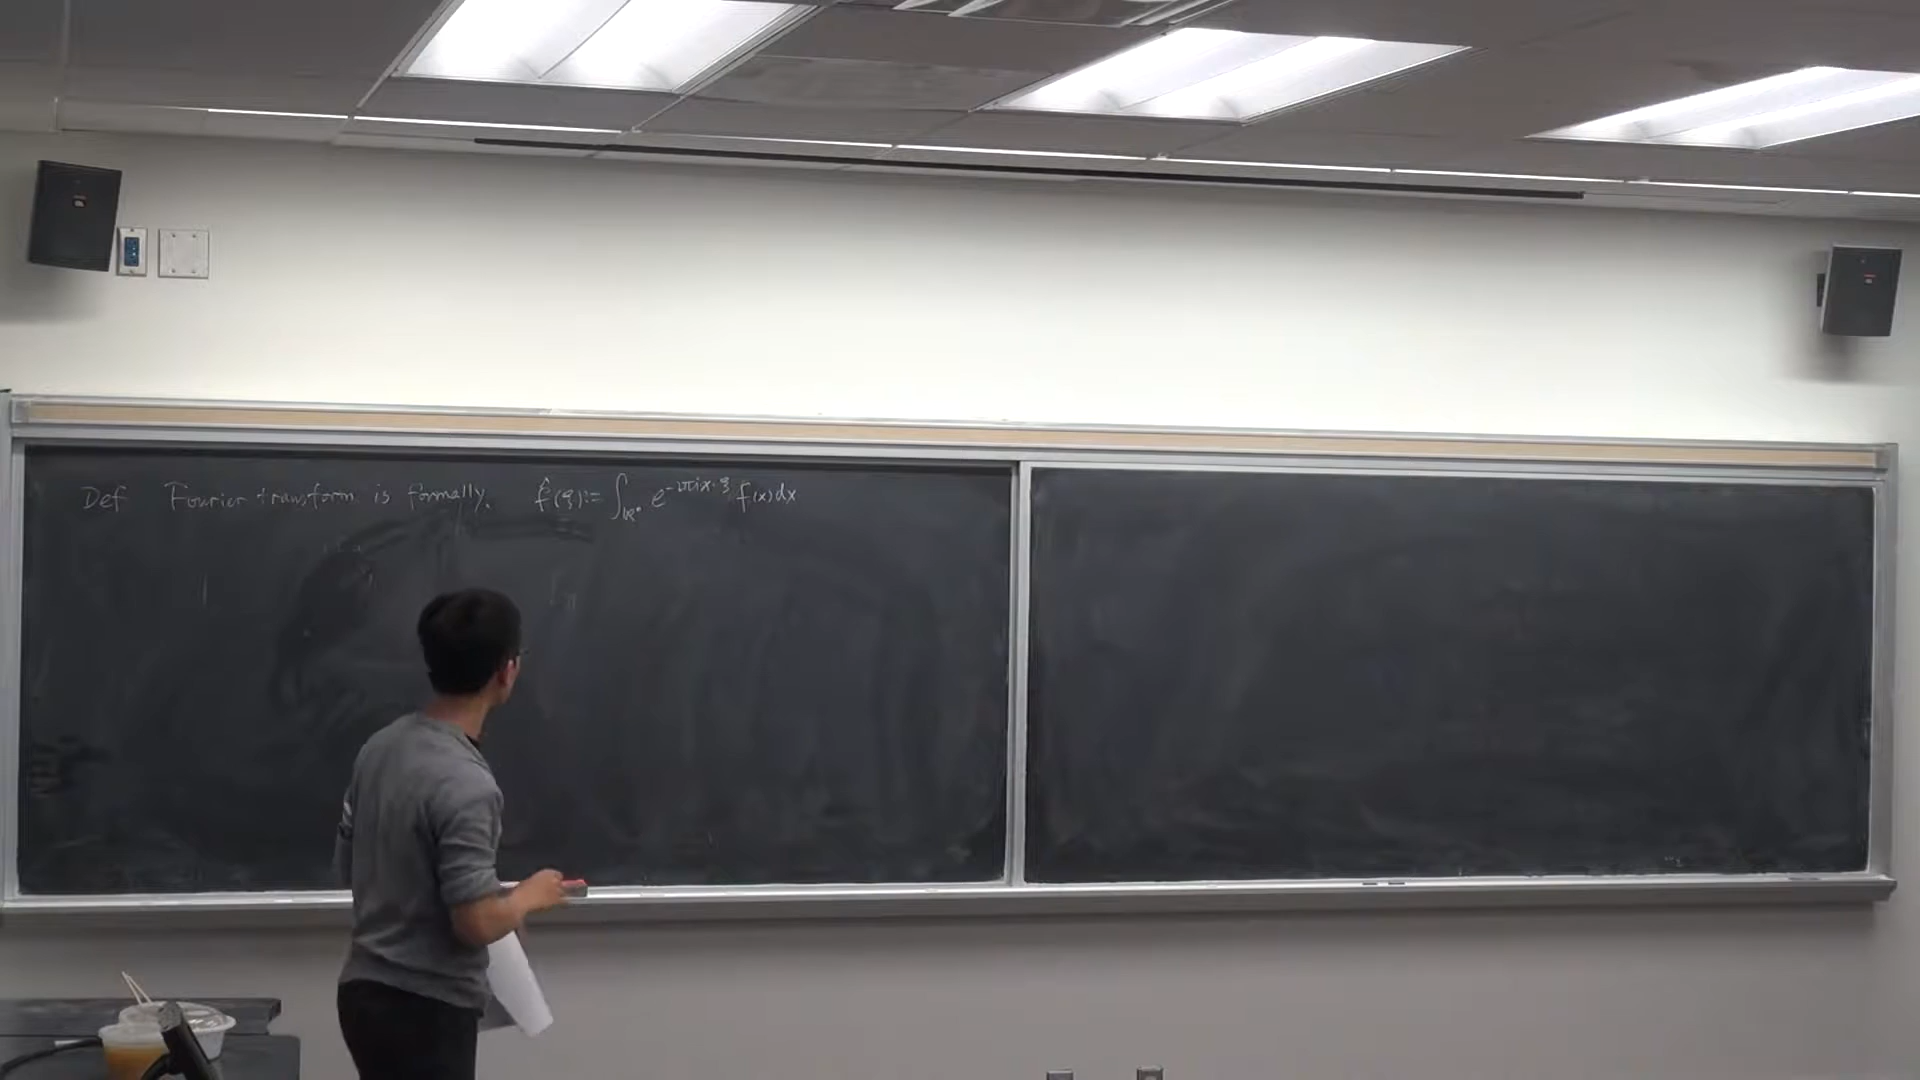 Def Fourier transform is formally. f̂(ξ):= ∫_ℝⁿ e^{-2πix·ξ} f(x)dx